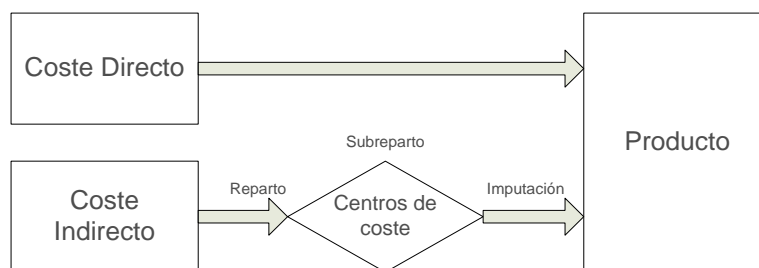 Coste Directo
Producto
Subreparto
Coste
Indirecto
Reparto
Centros de
coste
Imputación